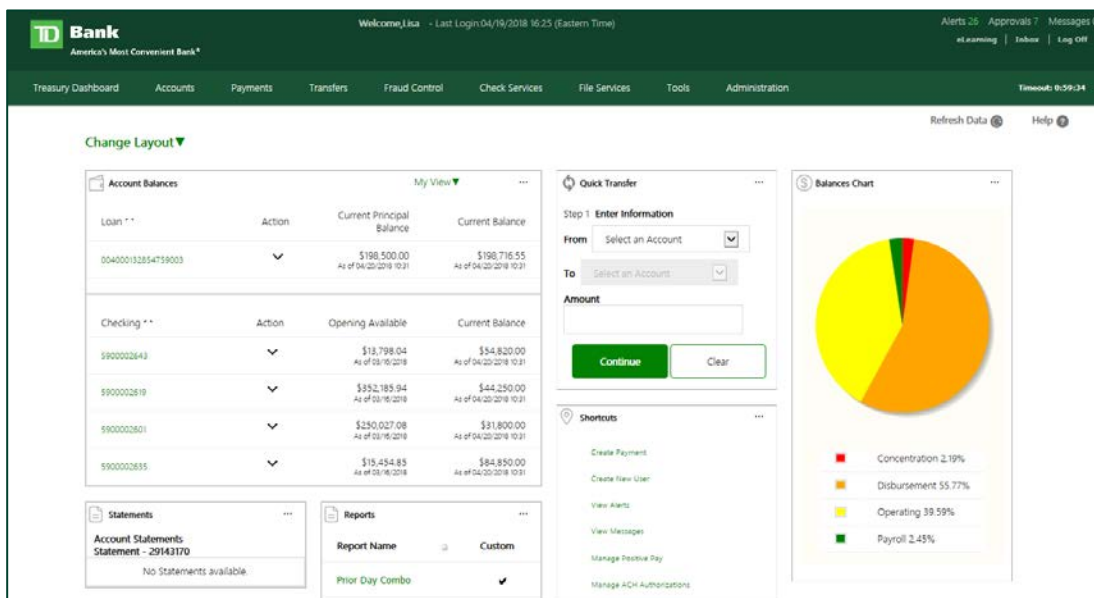 TD Bank
America's Most Convenient Bank®
Welcome,Lisa - Last Login:04/19/2018 16:25 (Eastern Time)
Alerts 26 Approvals 7 Messages
eLearning | Inbox | Log Off
Treasury Dashboard Accounts Payments Transfers Fraud Control Check Services File Services Tools Administration
Timeout: 0:59:34
Refresh Data Help
Change Layout▼
Account Balances My View▼ ...
Loan Action Current Principal Balance Current Balance
004000132854759003 $198,500.00 $198,716.55
As of 04/20/2018 10:31 As of 04/20/2018 10:31
Checking Action Opening Available Current Balance
5900002643 $13,798.04 $54,820.00
As of 03/16/2018 As of 04/20/2018 10:31
5900002619 $352,185.94 $44,250.00
As of 03/16/2018 As of 04/20/2018 10:31
5900002601 $250,027.08 $31,800.00
As of 03/16/2018 As of 04/20/2018 10:31
5900002635 $15,454.85 $84,850.00
As of 03/16/2018 As of 04/20/2018 10:31
Statements ...
Account Statements
Statement - 29143170
No Statements available.
Reports ...
Report Name Custom
Prior Day Combo
Quick Transfer ...
Step 1 Enter Information
From Select an Account
To Select an Account
Amount
Continue Clear
Shortcuts ...
Create Payment
Create New User
View Alerts
View Messages
Manage Positive Pay
Manage ACH Authorizations
Balances Chart ...
Concentration 2.19%
Disbursement 55.77%
Operating 39.59%
Payroll 2.45%